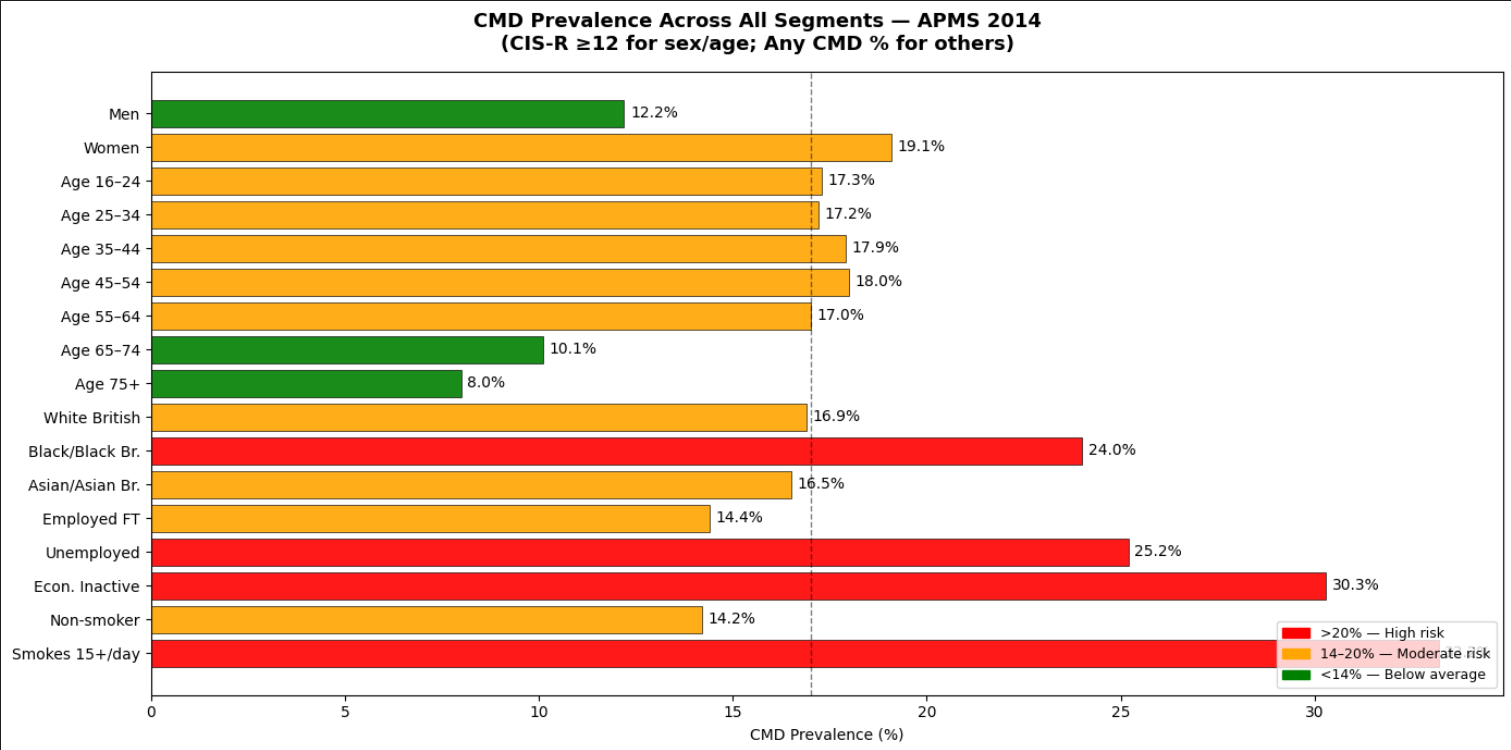 CMD Prevalence Across All Segments — APMS 2014
(CIS-R ≥12 for sex/age; Any CMD % for others)
Men 12.2%
Women 19.1%
Age 16–24 17.3%
Age 25–34 17.2%
Age 35–44 17.9%
Age 45–54 18.0%
Age 55–64 17.0%
Age 65–74 10.1%
Age 75+ 8.0%
White British 16.9%
Black/Black Br. 24.0%
Asian/Asian Br. 16.5%
Employed FT 14.4%
Unemployed 25.2%
Econ. Inactive 30.3%
Non-smoker 14.2%
Smokes 15+/day
>20% — High risk
14–20% — Moderate risk
<14% — Below average
0 5 10 15 20 25 30
CMD Prevalence (%)